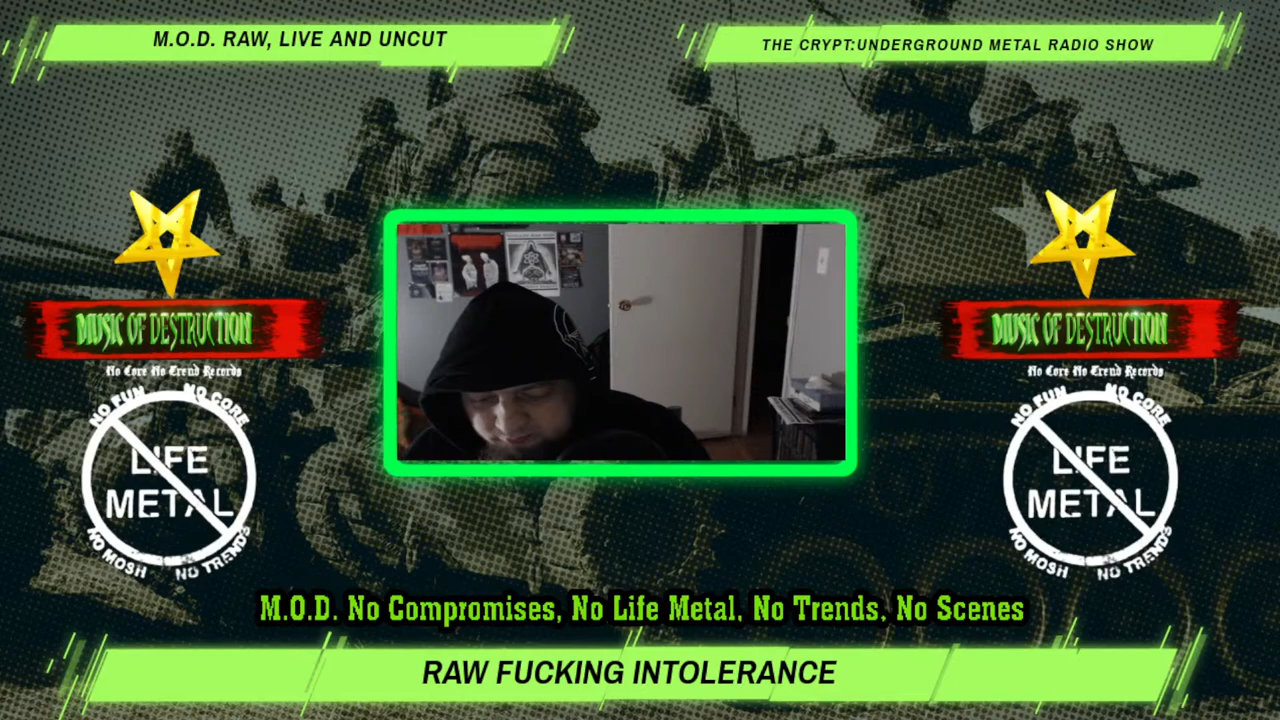 M.O.D. RAW, LIVE AND UNCUT
THE CRYPT:UNDERGROUND METAL RADIO SHOW
MUSIC OF DESTRUCTION
No Core No Trend Records
NO FUN NO CORE
LIFE
METAL
NO MOSH NO TRENDS
MUSIC OF DESTRUCTION
No Core No Trend Records
NO FUN NO CORE
LIFE
METAL
NO MOSH NO TRENDS
M.O.D. No Compromises, No Life Metal, No Trends, No Scenes
RAW FUCKING INTOLERANCE